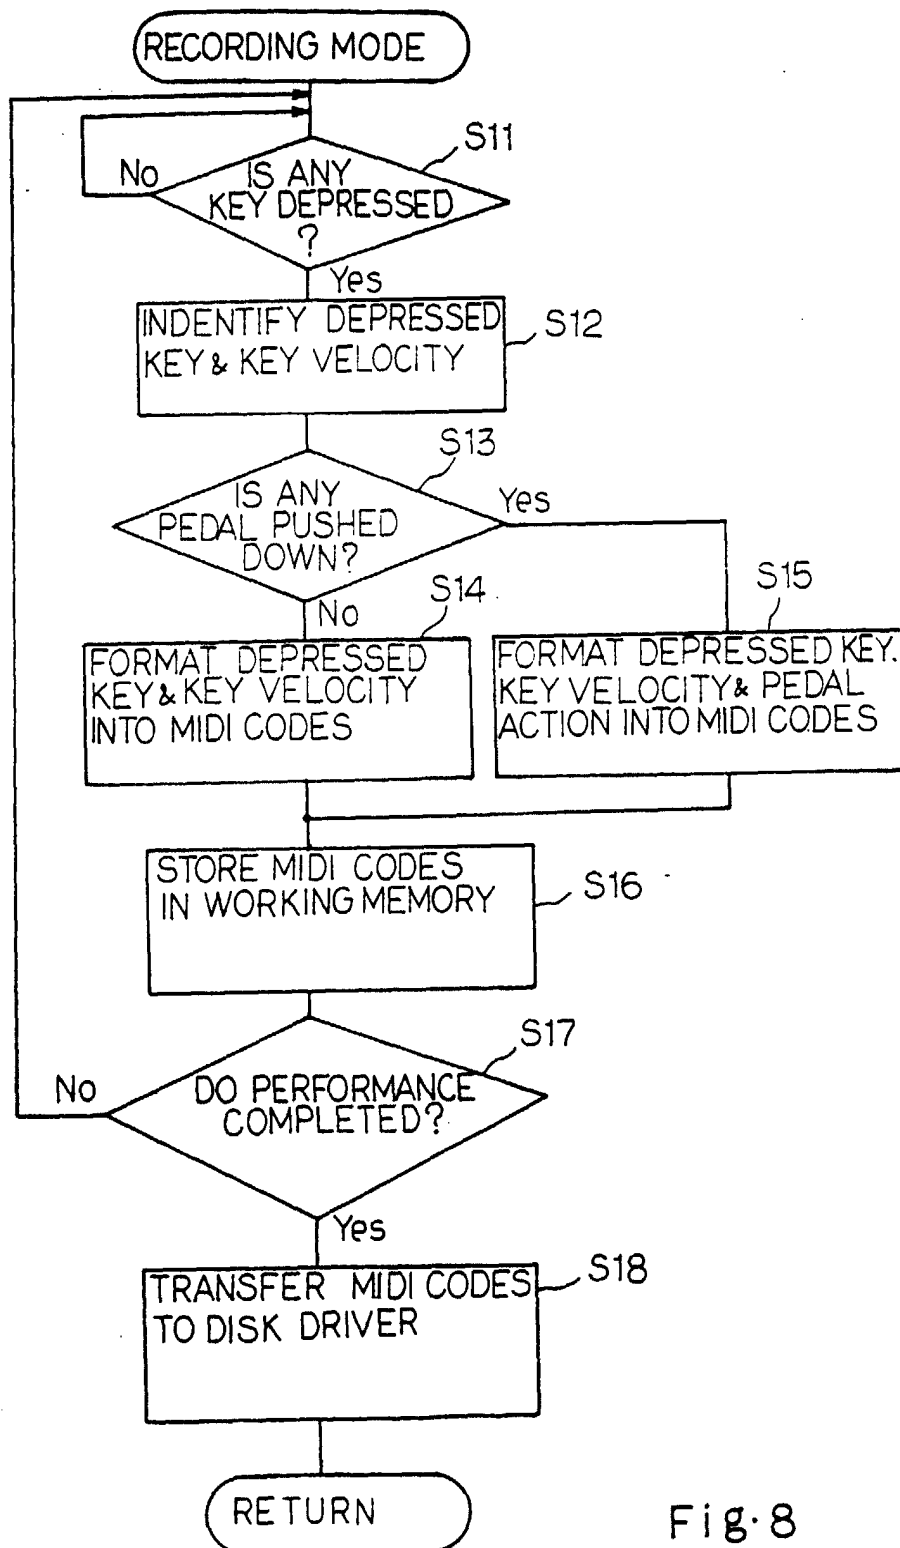 RECORDING MODE
S11
No
IS ANY
KEY DEPRESSED
?
Yes
INDENTIFY DEPRESSED
KEY & KEY VELOCITY
S12
S13
IS ANY
PEDAL PUSHED
DOWN?
Yes
No
S14
S15
FORMAT DEPRESSED
KEY & KEY VELOCITY
INTO MIDI CODES
FORMAT DEPRESSED KEY.
KEY VELOCITY & PEDAL
ACTION INTO MIDI CODES
STORE MIDI CODES
IN WORKING MEMORY
S16
S17
No
DO PERFORMANCE
COMPLETED?
Yes
TRANSFER MIDI CODES
TO DISK DRIVER
S18
RETURN
Fig. 8